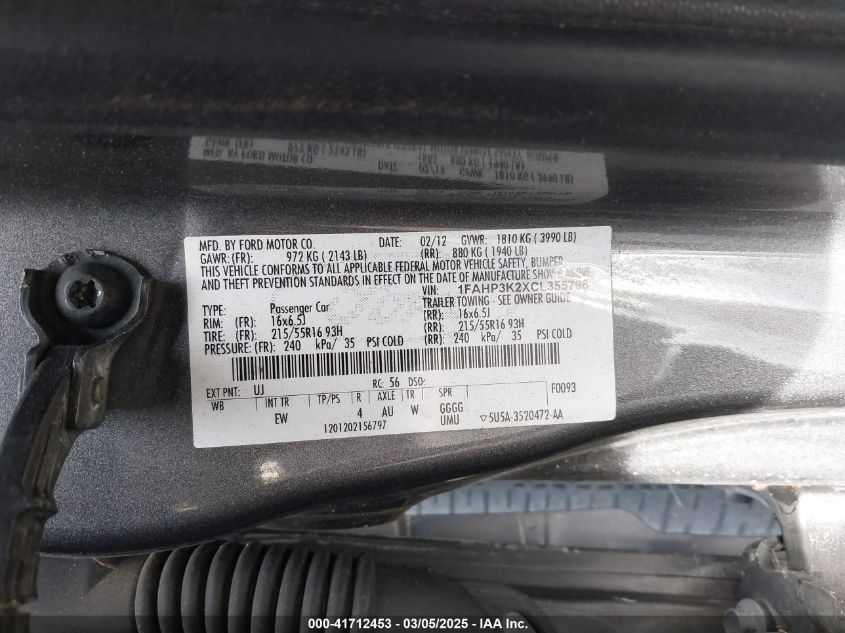 MFD. BY FORD MOTOR CO. DATE: 02/12 GVWR: 1810 KG ( 3990 LB)
GAWR:(FR): 972 KG ( 2143 LB) (RR): 880 KG ( 1940 LB)
THIS VEHICLE CONFORMS TO ALL APPLICABLE FEDERAL MOTOR VEHICLE SAFETY, BUMPER
AND THEFT PREVENTION STANDARDS IN EFFECT ON THE DATE OF MANUFACTURE SHOWN ABOVE.
VIN: 1FAHP3K2XCL355796
TYPE: Passenger Car TRAILER TOWING - SEE OWNER GUIDE
RIM: (FR): 16x6.5J (RR): 16x6.5J
TIRE: (FR): 215/55R16 93H (RR): 215/55R16 93H
PRESSURE: (FR): 240 kPa/ 35 PSI COLD (RR): 240 kPa/ 35 PSI COLD
EXT PNT: UJ RC: 56 DSO: F0093
WB INT TR TP/PS R AXLE TR SPR
EW 4 AU W GGGG
UMU
1201202156797 5U5A-3520472-AA
000-41712453 - 03/05/2025 - IAA Inc.